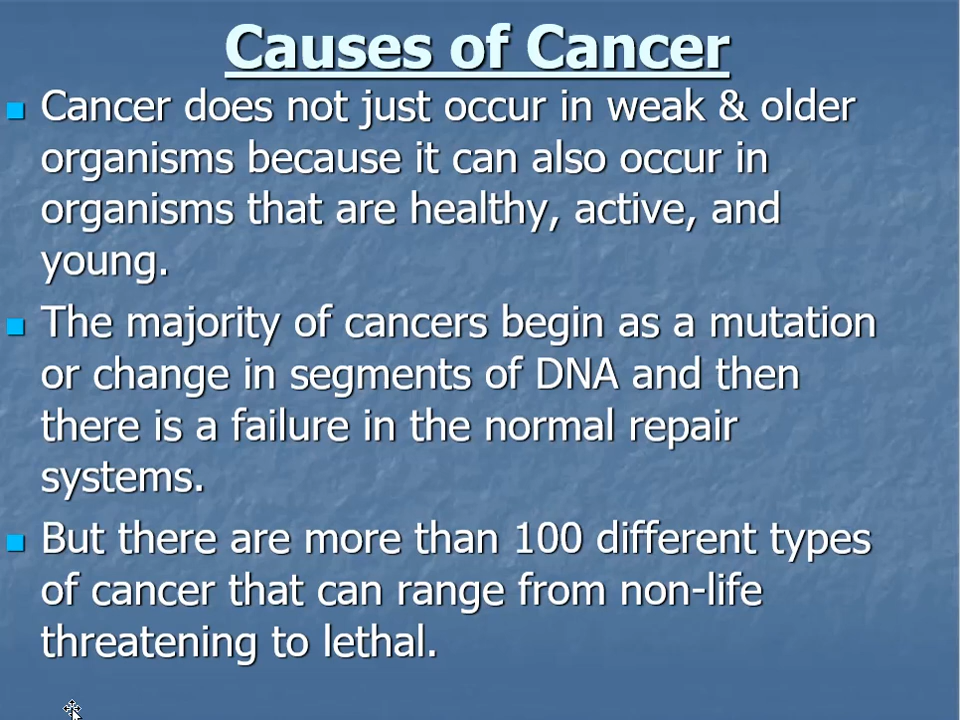 Causes of Cancer
Cancer does not just occur in weak & older
organisms because it can also occur in
organisms that are healthy, active, and
young.
The majority of cancers begin as a mutation
or change in segments of DNA and then
there is a failure in the normal repair
systems.
But there are more than 100 different types
of cancer that can range from non-life
threatening to lethal.